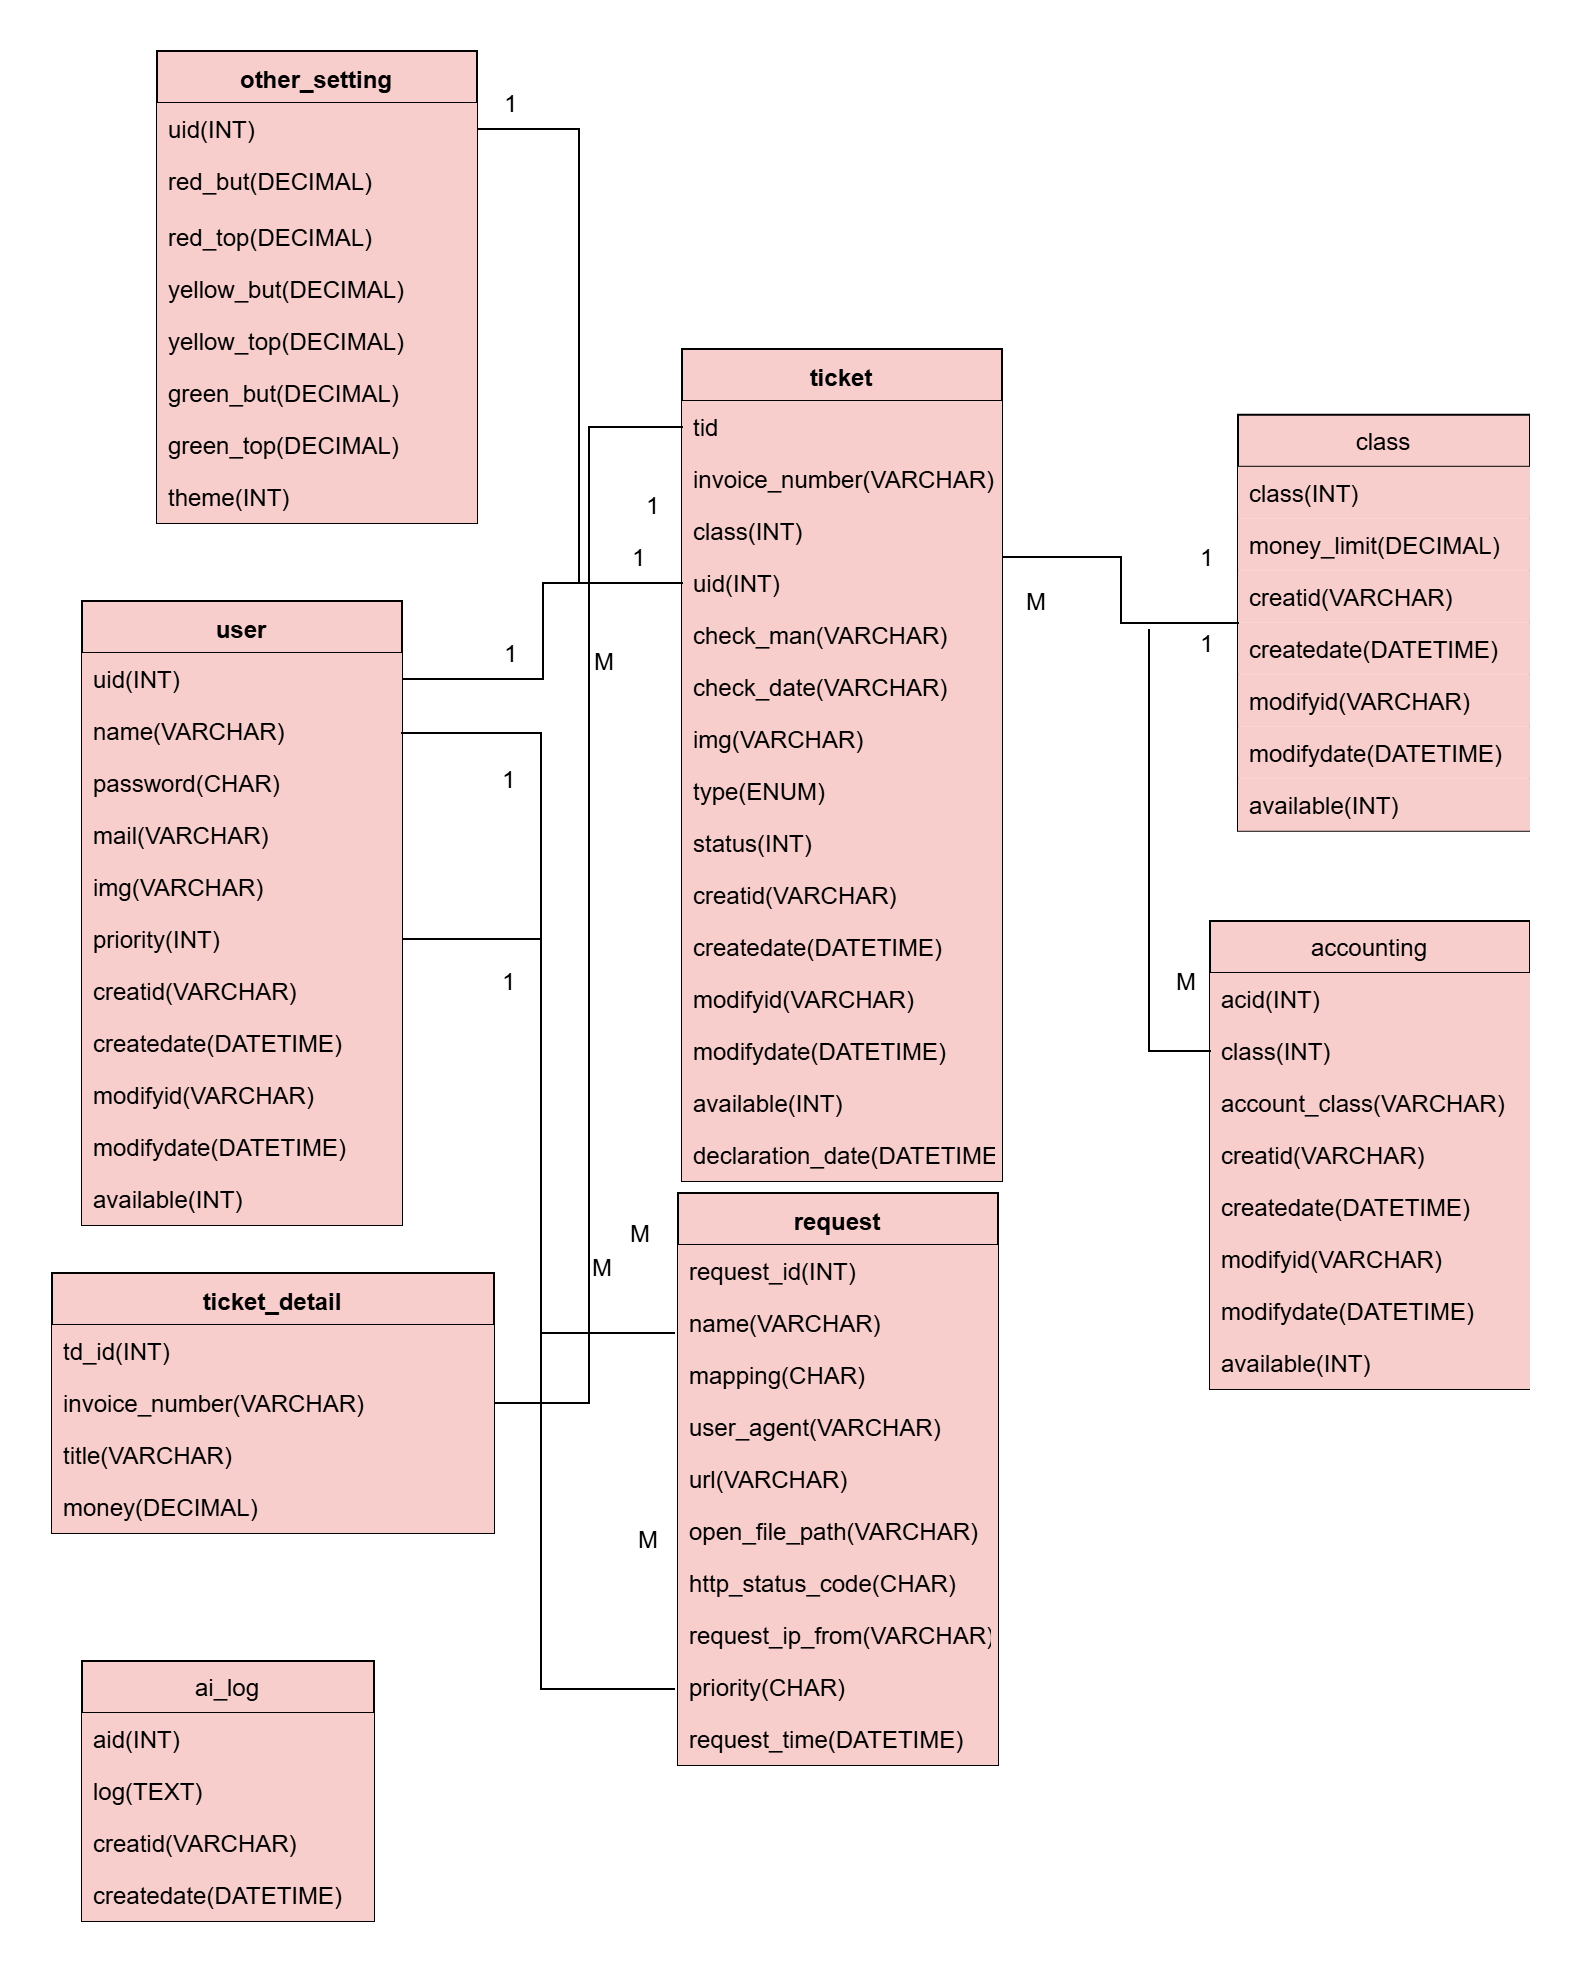 other_setting
uid(INT)
red_but(DECIMAL)
red_top(DECIMAL)
yellow_but(DECIMAL)
yellow_top(DECIMAL)
green_but(DECIMAL)
green_top(DECIMAL)
theme(INT)
1
user
uid(INT)
name(VARCHAR)
password(CHAR)
mail(VARCHAR)
img(VARCHAR)
priority(INT)
creatid(VARCHAR)
createdate(DATETIME)
modifyid(VARCHAR)
modifydate(DATETIME)
available(INT)
1
1
1
ticket_detail
td_id(INT)
invoice_number(VARCHAR)
title(VARCHAR)
money(DECIMAL)
ai_log
aid(INT)
log(TEXT)
creatid(VARCHAR)
createdate(DATETIME)
1
1
M
M
M
M
ticket
tid
invoice_number(VARCHAR)
class(INT)
uid(INT)
check_man(VARCHAR)
check_date(VARCHAR)
img(VARCHAR)
type(ENUM)
status(INT)
creatid(VARCHAR)
createdate(DATETIME)
modifyid(VARCHAR)
modifydate(DATETIME)
available(INT)
declaration_date(DATETIME
request
request_id(INT)
name(VARCHAR)
mapping(CHAR)
user_agent(VARCHAR)
url(VARCHAR)
open_file_path(VARCHAR)
http_status_code(CHAR)
request_ip_from(VARCHAR)
priority(CHAR)
request_time(DATETIME)
M
1
1
M
class
class(INT)
money_limit(DECIMAL)
creatid(VARCHAR)
createdate(DATETIME)
modifyid(VARCHAR)
modifydate(DATETIME)
available(INT)
accounting
acid(INT)
class(INT)
account_class(VARCHAR)
creatid(VARCHAR)
createdate(DATETIME)
modifyid(VARCHAR)
modifydate(DATETIME)
available(INT)